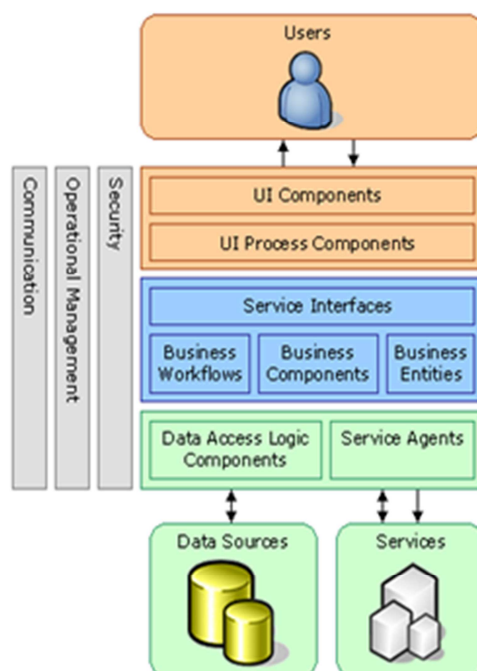 Users
Communication
Operational Management
Security
UI Components
UI Process Components
Service Interfaces
Business
Workflows
Business
Components
Business
Entities
Data Access Logic
Components
Service Agents
Data Sources
Services